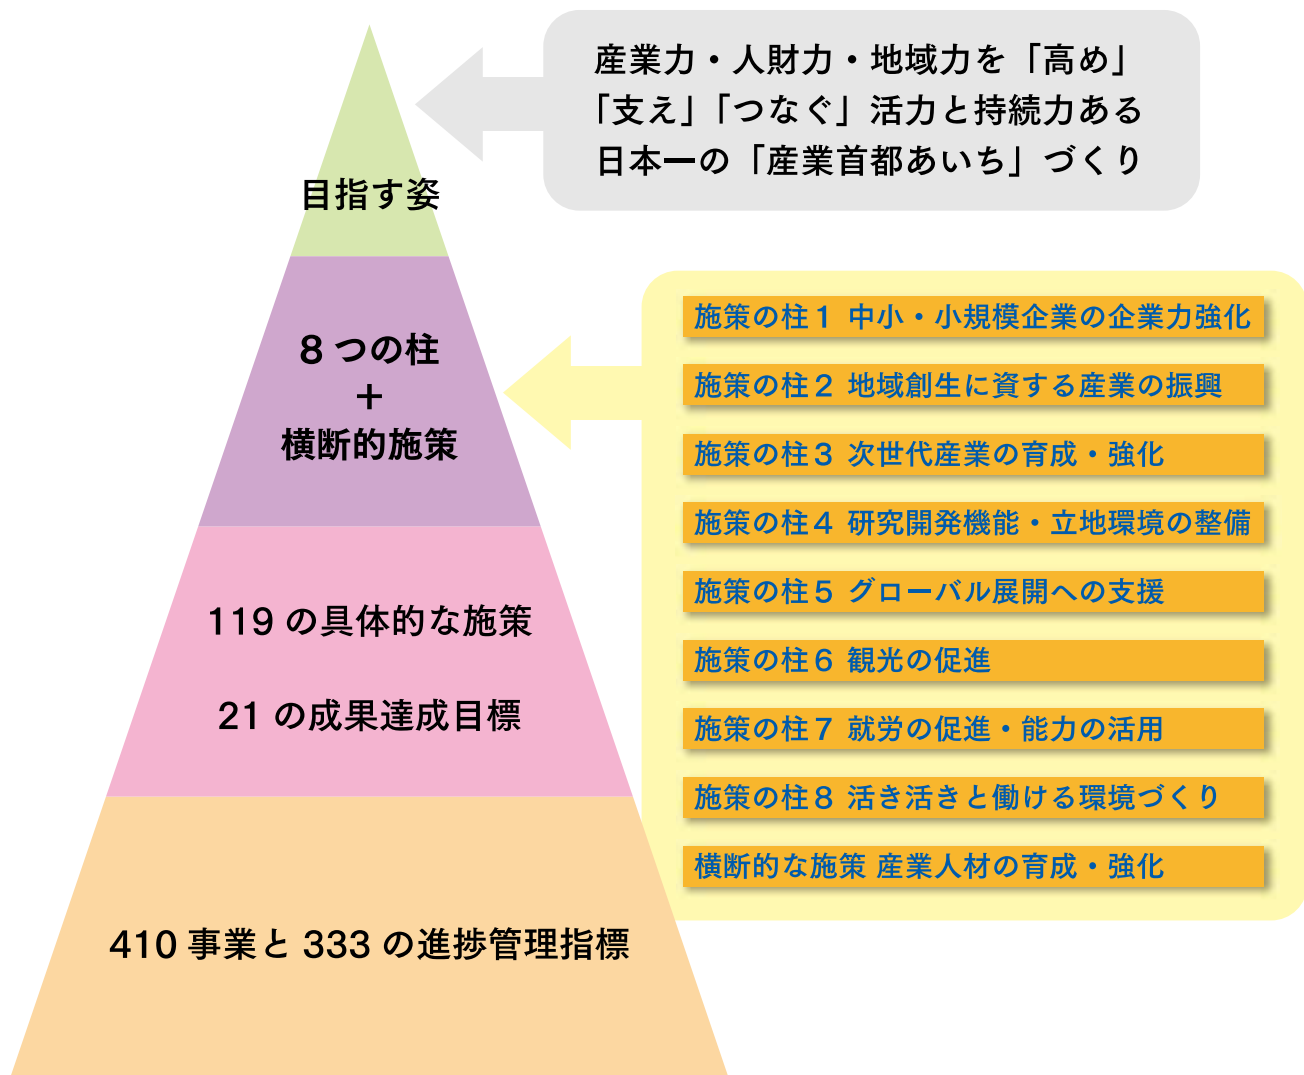 産業力・人財力・地域力を「高め」
「支え」「つなぐ」活力と持続力ある
日本一の「産業首都あいち」づくり
目指す姿
8つの柱
＋
横断的施策
施策の柱1 中小・小規模企業の企業力強化
施策の柱2 地域創生に資する産業の振興
施策の柱3 次世代産業の育成・強化
施策の柱4 研究開発機能・立地環境の整備
施策の柱5 グローバル展開への支援
施策の柱6 観光の促進
施策の柱7 就労の促進・能力の活用
施策の柱8 活き活きと働ける環境づくり
横断的な施策 産業人材の育成・強化
119の具体的な施策
21の成果達成目標
410事業と333の進捗管理指標